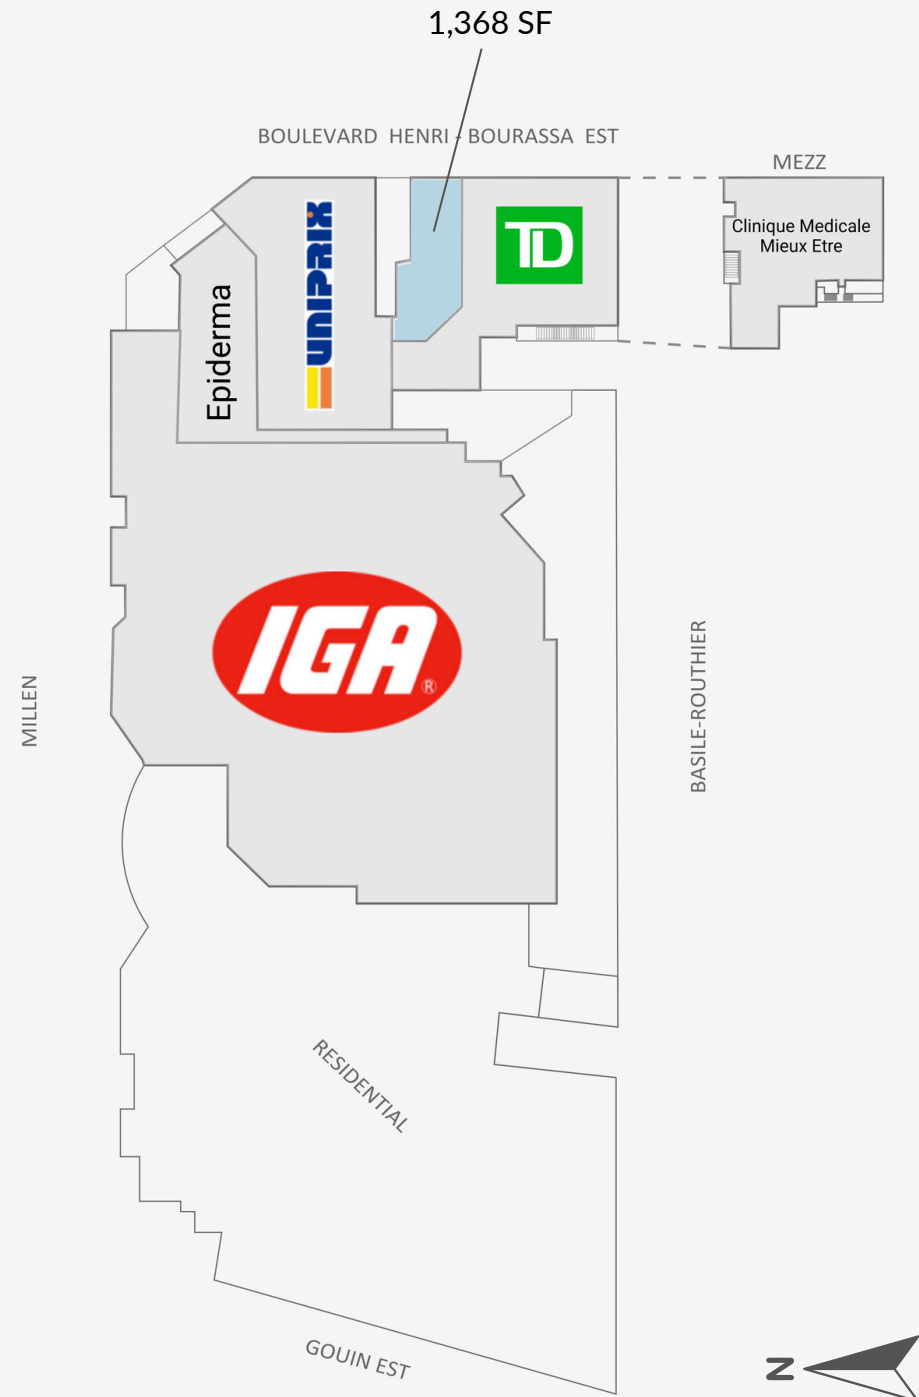 1,368 SF
BOULEVARD HENRI - BOURASSA EST
MEZZ
Clinique Medicale
Mieux Etre
TD
UNIPRIX
Epiderma
IGA®
MILLEN
BASILE-ROUTHIER
RESIDENTIAL
GOUIN EST
N